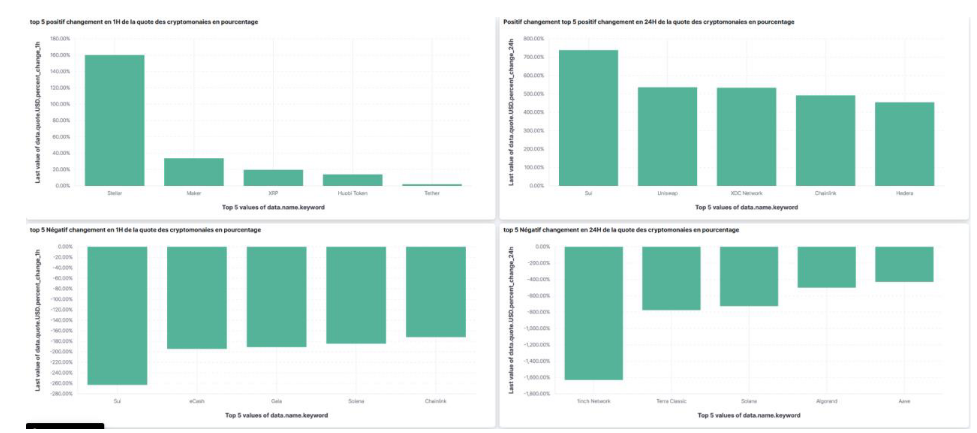 top 5 positif changement en 1H de la quote des cryptomonaies en pourcentage
Last value of data.quote.USD.percent_change_1h
180.00%
160.00%
140.00%
120.00%
100.00%
80.00%
60.00%
40.00%
20.00%
0.00%
Stellar Maker XRP Huobi Token Tether
Top 5 values of data.name.keyword
Positif changement top 5 positif changement en 24H de la quote des cryptomonaies en pourcentage
Last value of data.quote.USD.percent_change_24h
800.00%
700.00%
600.00%
500.00%
400.00%
300.00%
200.00%
100.00%
0.00%
Sui Uniswap XDC Network Chainlink Hedera
Top 5 values of data.name.keyword
top 5 Négatif changement en 1H de la quote des cryptomonaies en pourcentage
Last value of data.quote.USD.percent_change_1h
0.00%
-20.00%
-40.00%
-60.00%
-80.00%
-100.00%
-120.00%
-140.00%
-160.00%
-180.00%
-200.00%
-220.00%
-240.00%
-260.00%
-280.00%
Sui eCash Gala Solana Chainlink
Top 5 values of data.name.keyword
top 5 Négatif changement en 24H de la quote des cryptomonaies en pourcentage
Last value of data.quote.USD.percent_change_24h
0.00%
-200.00%
-400.00%
-600.00%
-800.00%
-1,000.00%
-1,200.00%
-1,400.00%
-1,600.00%
-1,800.00%
1inch Network Terra Classic Solana Algorand Aave
Top 5 values of data.name.keyword